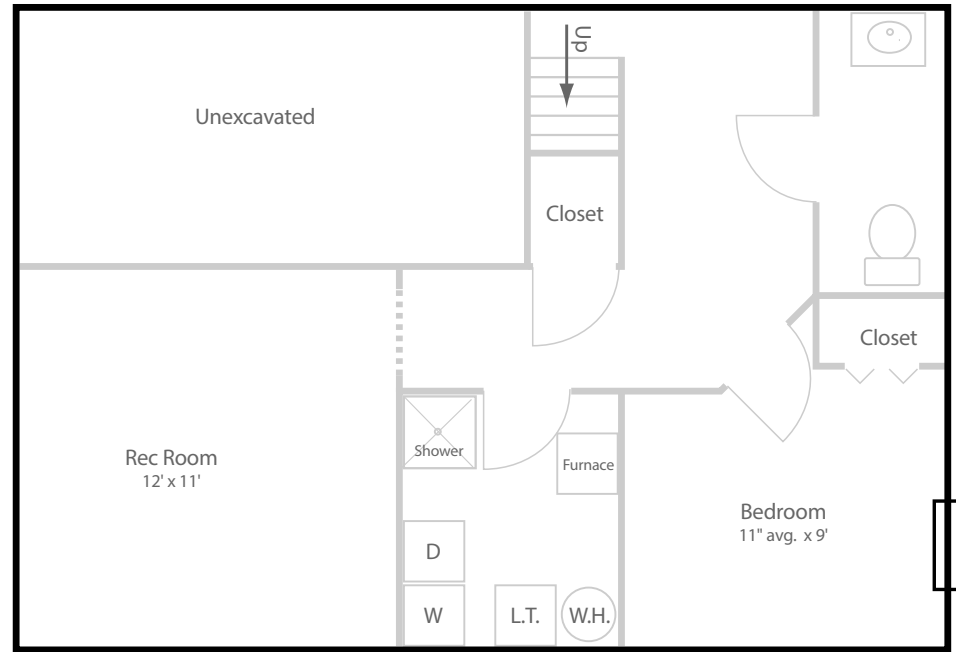 Up
Unexcavated
Closet
Closet
Rec Room
12' x 11'
Shower
Furnace
Bedroom
11" avg. x 9'
D
W
L.T.
W.H.